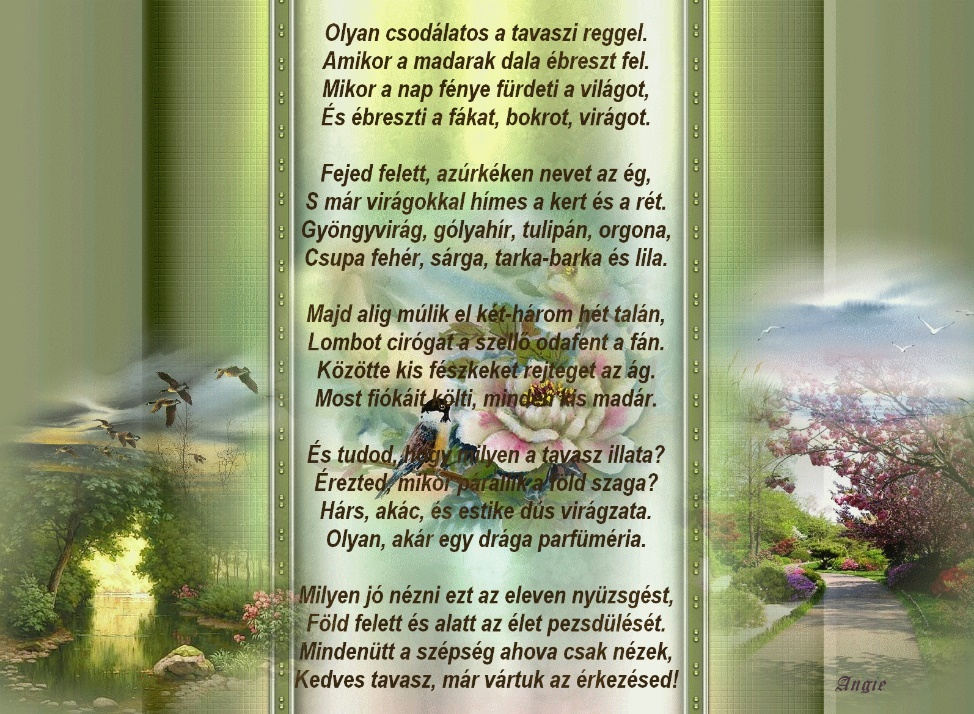 Olyan csodálatos a tavaszi reggel.
Amikor a madarak dala ébreszt fel.
Mikor a nap fénye fürdeti a világot,
És ébreszti a fákat, bokrot, virágot.

Fejed felett, azúrkéken nevet az ég,
S már virágokkal hímes a kert és a rét.
Gyöngyvirág, gólyahír, tulipán, orgona,
Csupa fehér, sárga, tarka-barka és lila.

Majd alig múlik el két-három hét talán,
Lombot cirógat a szellő odafent a fán.
Közötte kis fészkeket rejteget az ág.
Most fiókáit költi, minden kis madár.

És tudod, hogy milyen a tavasz illata?
Érezted, mikor párállik a föld szaga?
Hárs, akác, és estike dús virágzata.
Olyan, akár egy drága parfüméria.

Milyen jó nézni ezt az eleven nyüzsgést,
Föld felett és alatt az élet pezsdülését.
Mindenütt a szépség ahova csak nézek,
Kedves tavasz, már vártuk az érkezésed!
Angie